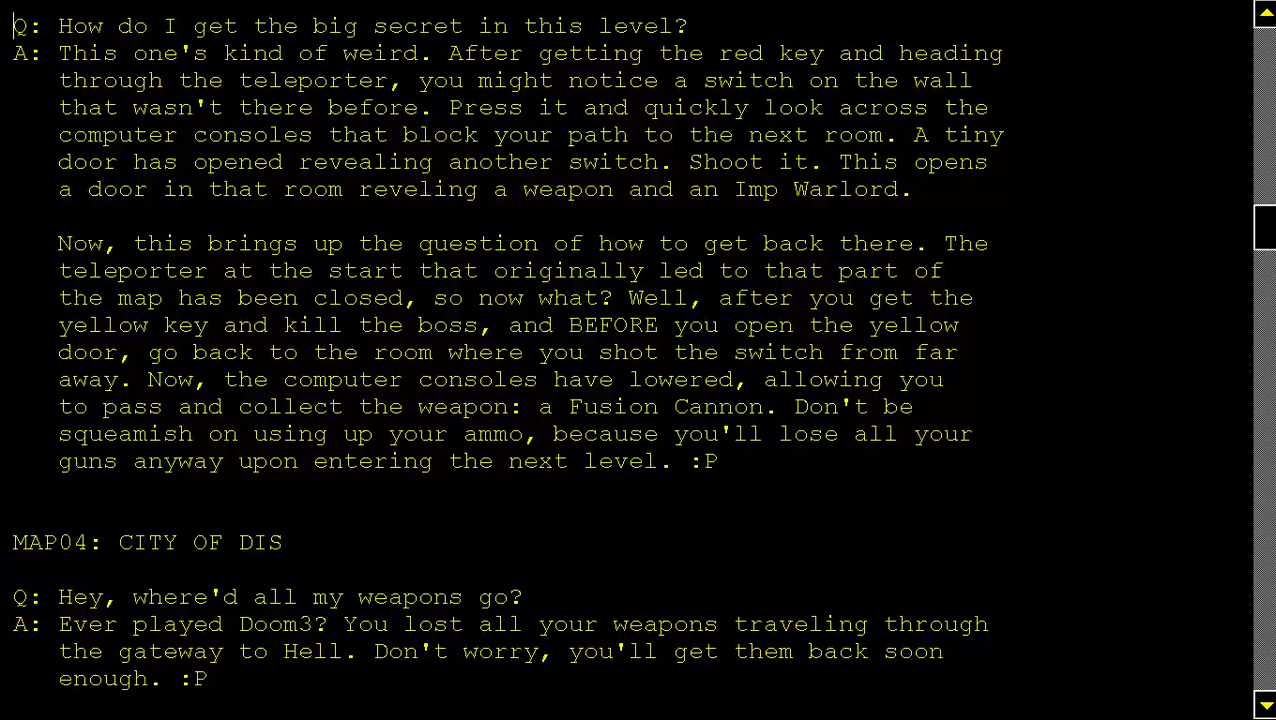 Q: How do I get the big secret in this level?
A: This one's kind of weird. After getting the red key and heading
through the teleporter, you might notice a switch on the wall
that wasn't there before. Press it and quickly look across the
computer consoles that block your path to the next room. A tiny
door has opened revealing another switch. Shoot it. This opens
a door in that room reveling a weapon and an Imp Warlord.
Now, this brings up the question of how to get back there. The
teleporter at the start that originally led to that part of
the map has been closed, so now what? Well, after you get the
yellow key and kill the boss, and BEFORE you open the yellow
door, go back to the room where you shot the switch from far
away. Now, the computer consoles have lowered, allowing you
to pass and collect the weapon: a Fusion Cannon. Don't be
squeamish on using up your ammo, because you'll lose all your
guns anyway upon entering the next level. :P
MAP04: CITY OF DIS
Q: Hey, where'd all my weapons go?
A: Ever played Doom3? You lost all your weapons traveling through
the gateway to Hell. Don't worry, you'll get them back soon
enough. :P